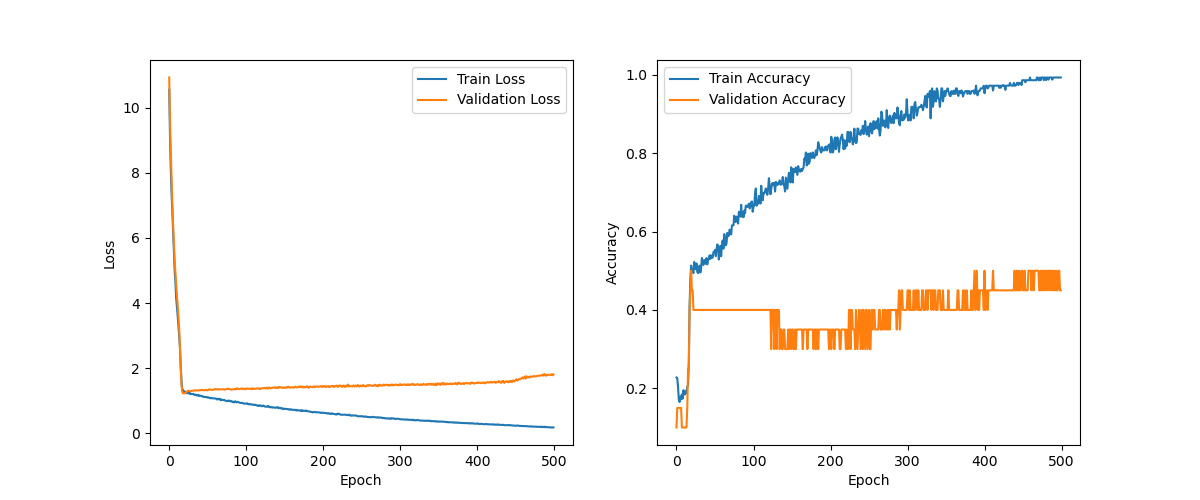 Train Loss
Validation Loss
10
8
6
4
2
0
0 100 200 300 400 500
Epoch
Loss
Train Accuracy
Validation Accuracy
1.0
0.8
0.6
0.4
0.2
0 100 200 300 400 500
Epoch
Accuracy